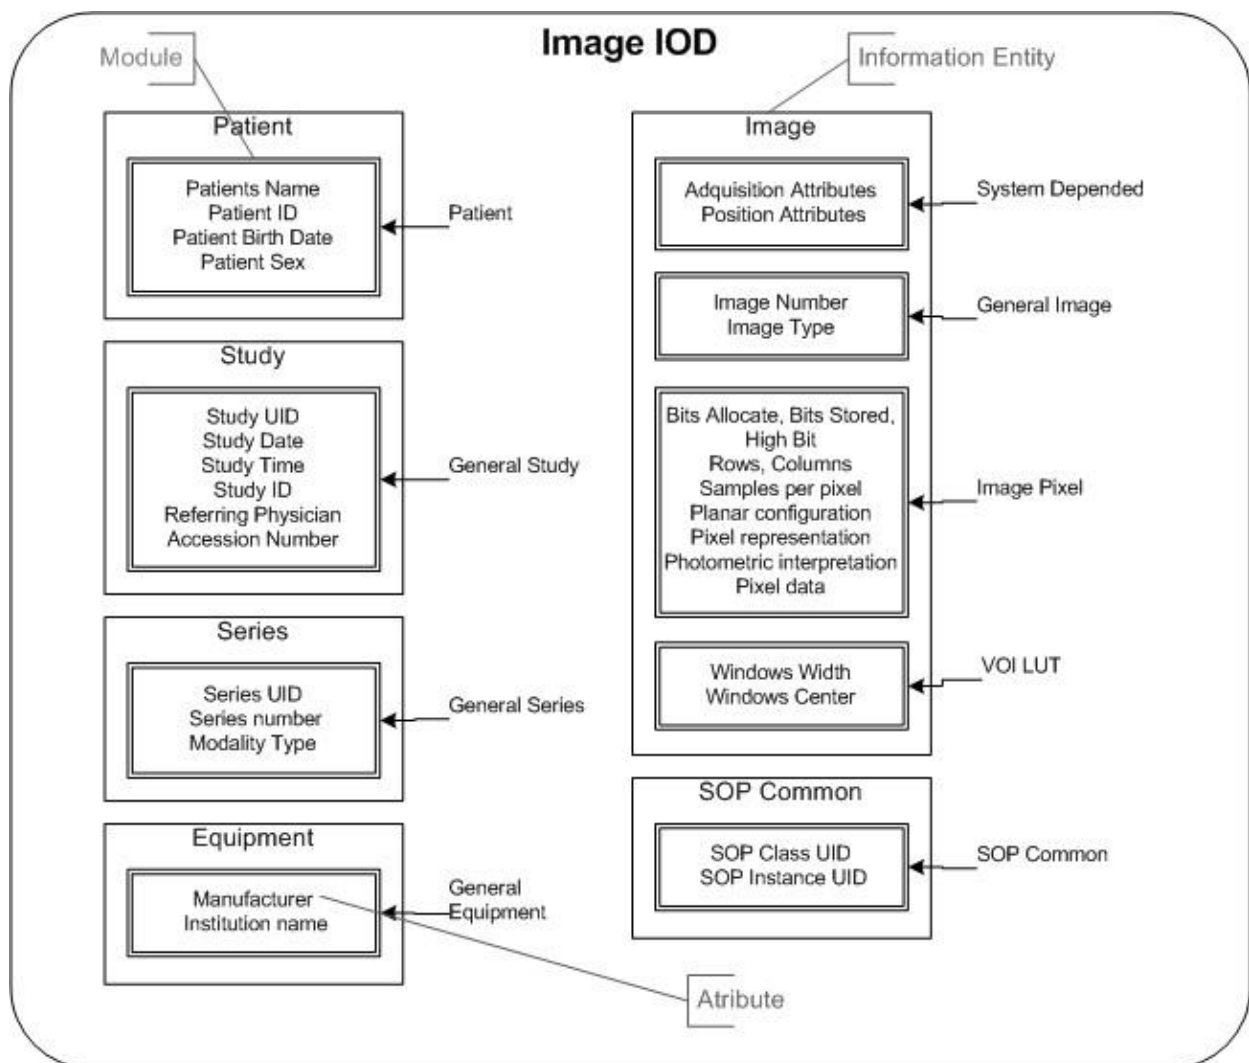 Image IOD
Module
Information Entity
Patient
Patients Name
Patient ID
Patient Birth Date
Patient Sex
Patient
Study
Study UID
Study Date
Study Time
Study ID
Referring Physician
Accession Number
General Study
Series
Series UID
Series number
Modality Type
General Series
Equipment
Manufacturer
Institution name
General
Equipment
Image
Adquisition Attributes
Position Attributes
System Depended
Image Number
Image Type
General Image
Bits Allocate, Bits Stored,
High Bit
Rows, Columns
Samples per pixel
Planar configuration
Pixel representation
Photometric interpretation
Pixel data
Image Pixel
Windows Width
Windows Center
VOI LUT
SOP Common
SOP Class UID
SOP Instance UID
SOP Common
Atribute